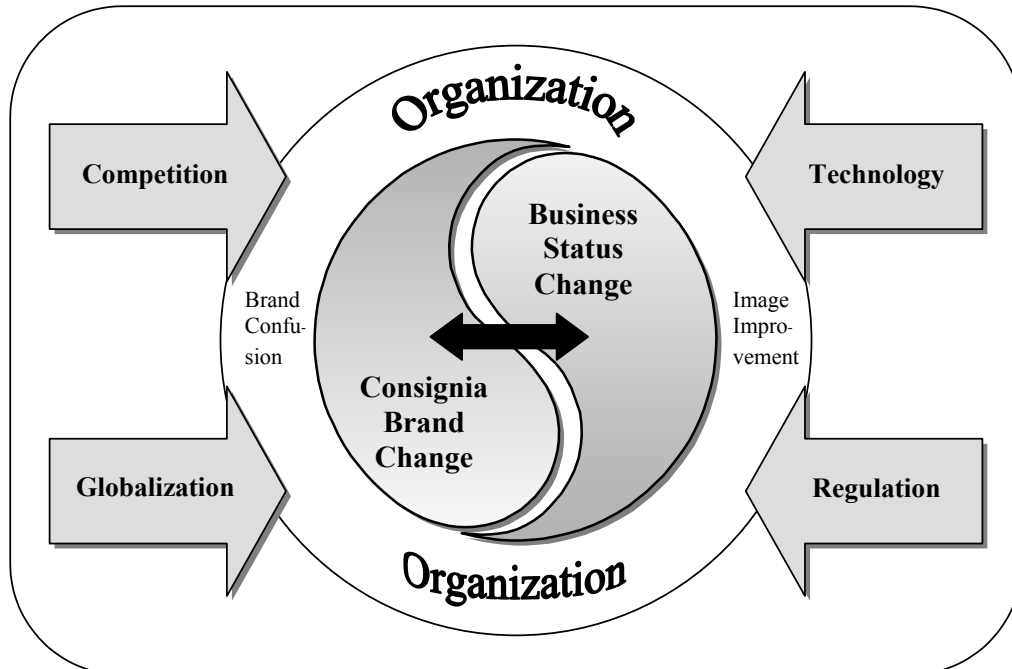 Organization
Competition
Technology
Business
Status
Change
Brand
Confu-
sion
Image
Impro-
vement
Consignia
Brand
Change
Globalization
Regulation
Organization